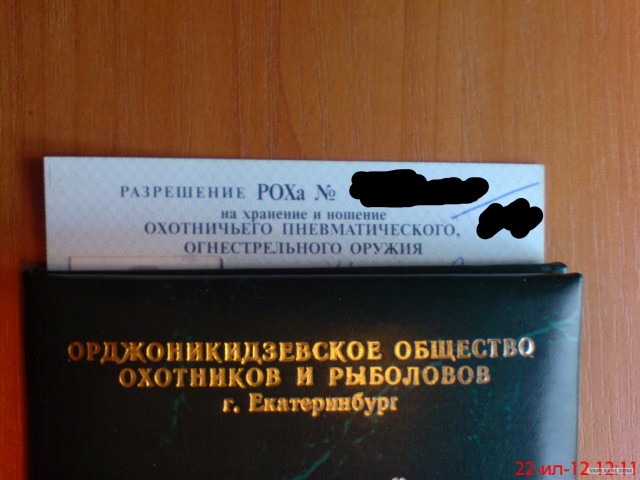 РАЗРЕШЕНИЕ РОХа №
на хранение и ношение
ОХОТНИЧЬЕГО ПНЕВМАТИЧЕСКОГО,
ОГНЕСТРЕЛЬНОГО ОРУЖИЯ
ОРДЖОНИКИДЗЕВСКОЕ ОБЩЕСТВО
ОХОТНИКОВ И РЫБОЛОВОВ
г. Екатеринбург
22-ил-12 12:11